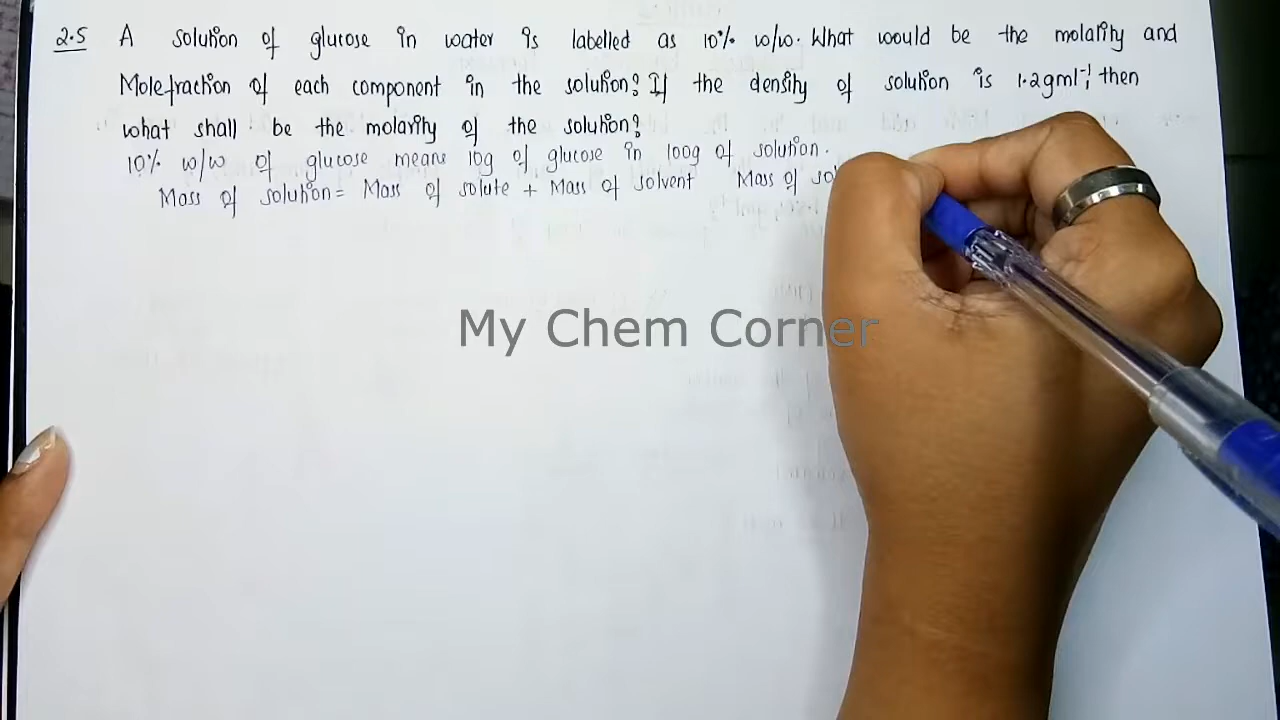 2.5 A solution of glucose in water is labelled as 10% w/w. What would be the molality and
Mole fraction of each component in the solution? If the density of solution is 1.2 gml⁻¹, then
what shall be the molarity of the solution?
10% w/w of glucose means 10g of glucose in 100g of solution.
Mass of solution = Mass of solute + Mass of solvent Mass of
My Chem Corner